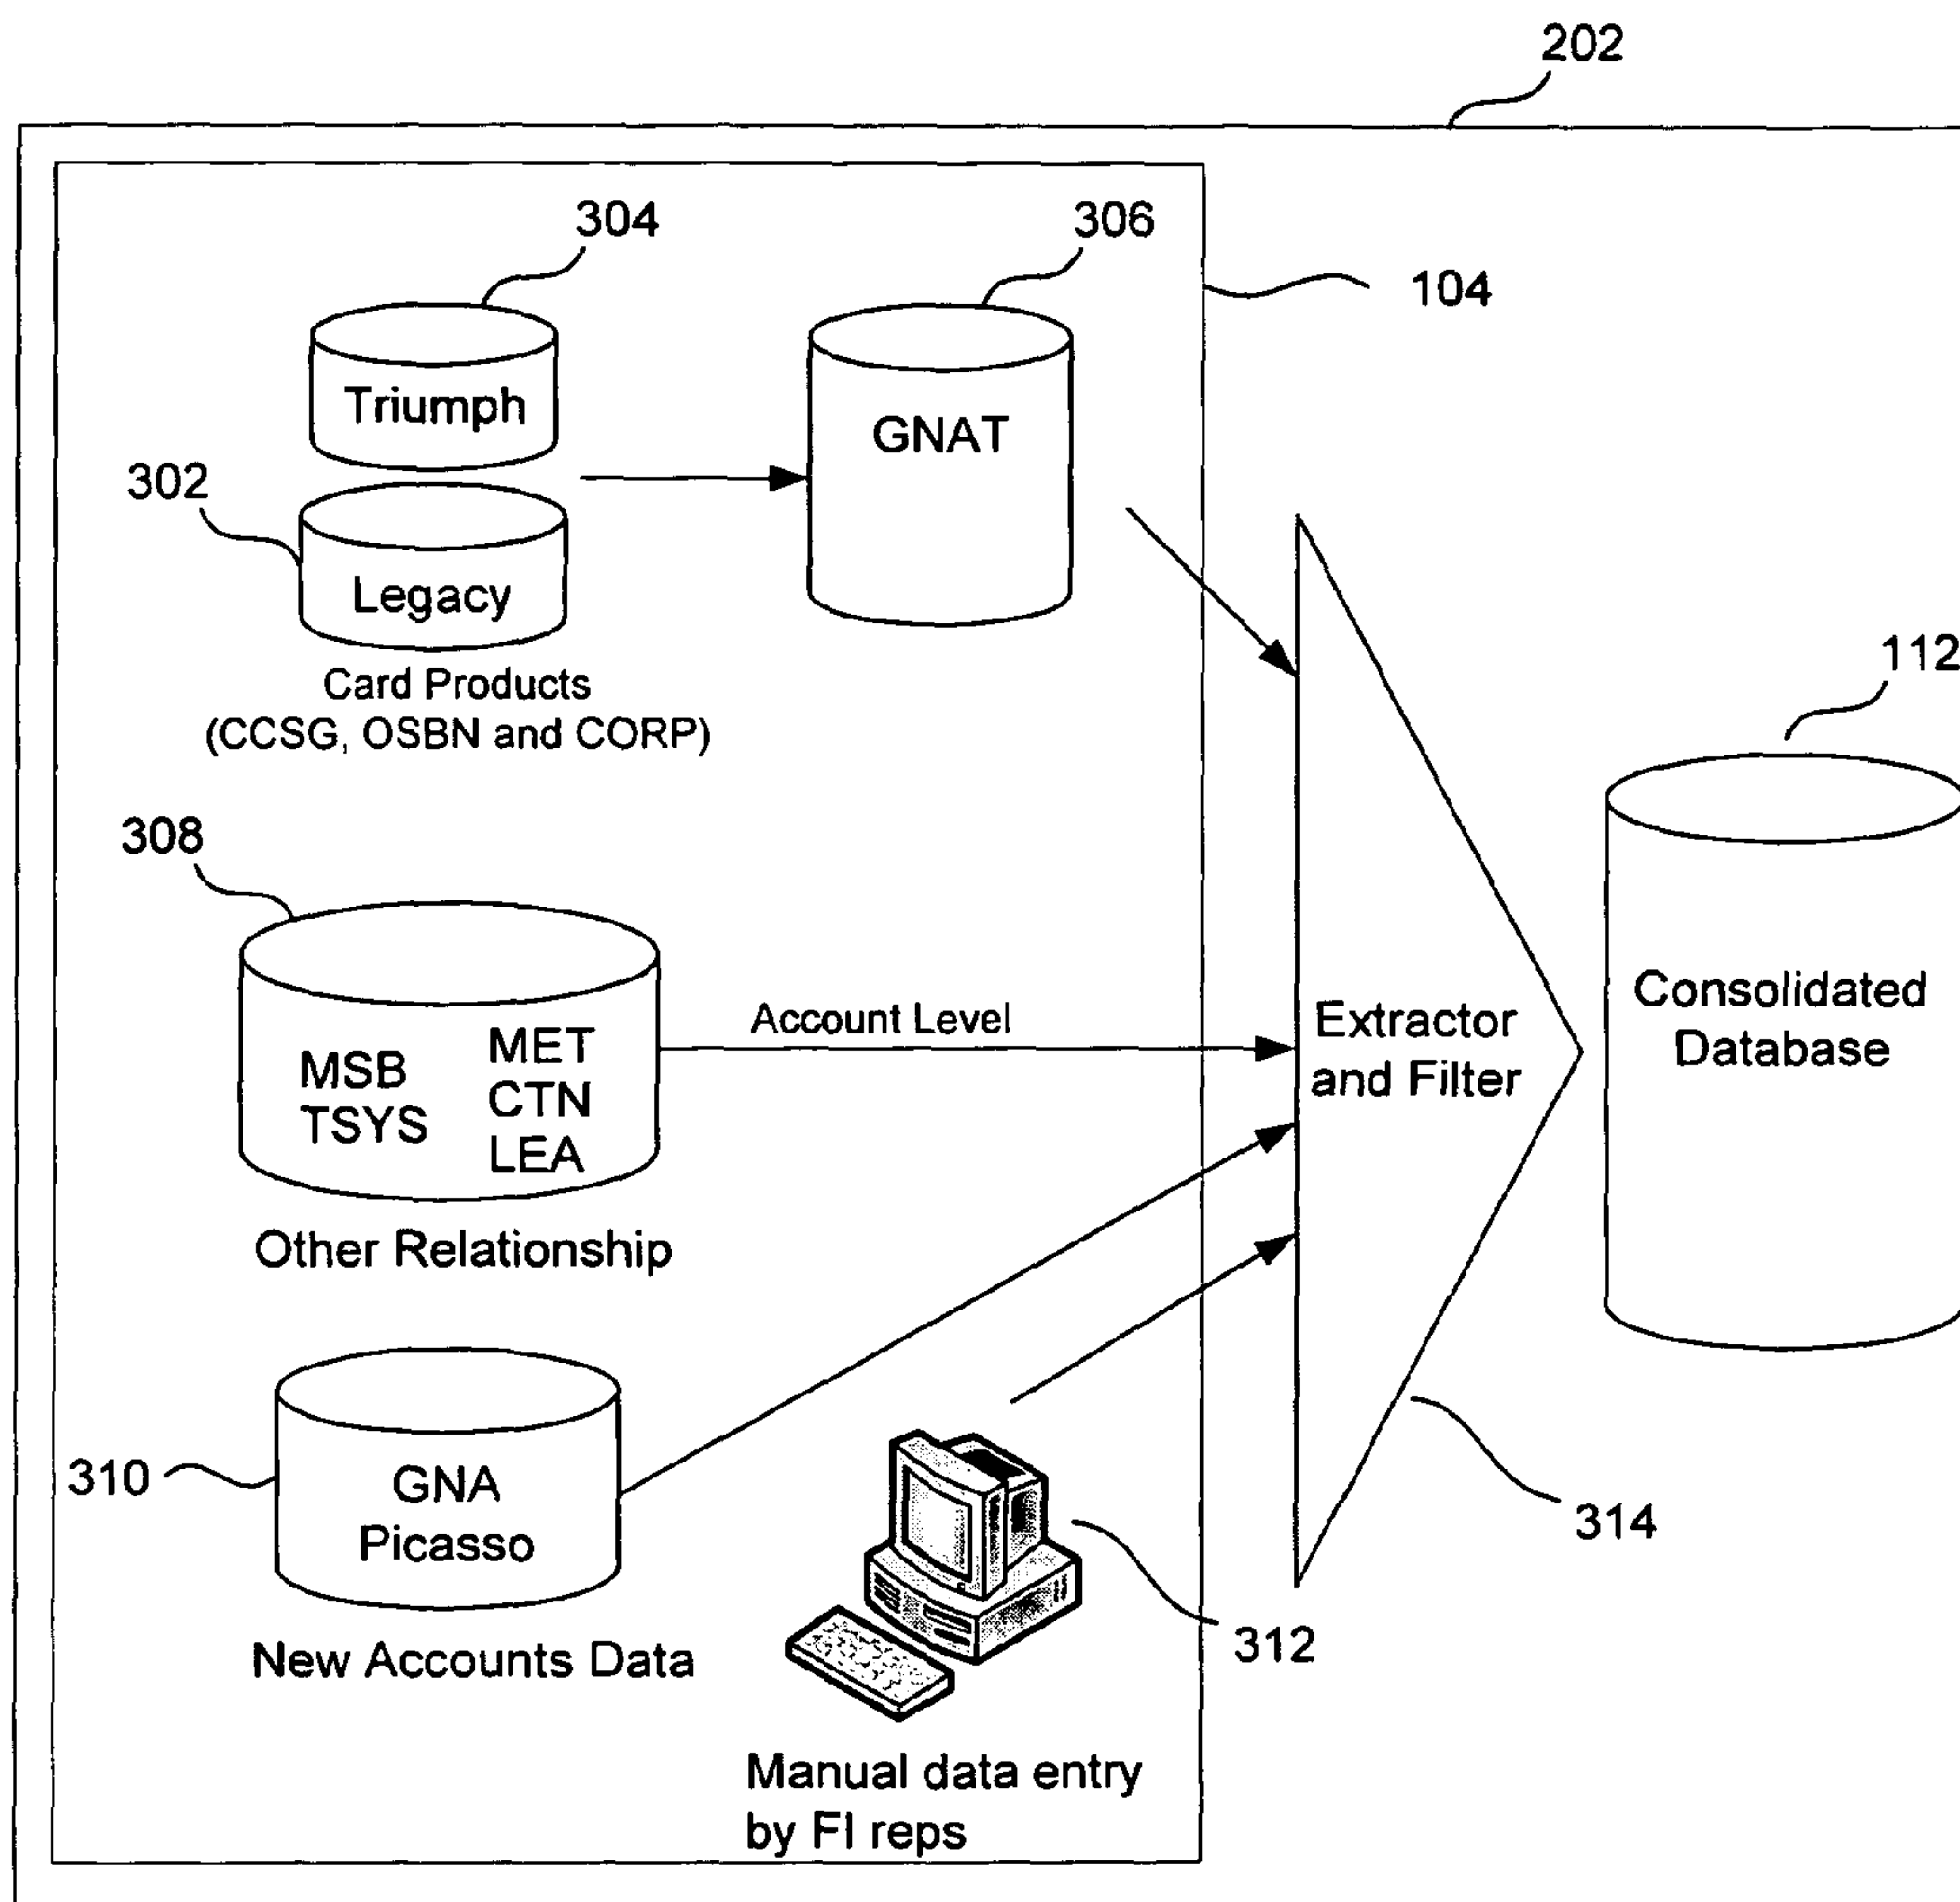 202
304
306
104
Triumph
GNAT
302
Legacy
Card Products
(CCSG, OSBN and CORP)
112
308
MSB
TSYS
MET
CTN
LEA
Account Level
Extractor
and Filter
Consolidated
Database
Other Relationship
310
GNA
Picasso
314
312
New Accounts Data
Manual data entry
by FI reps